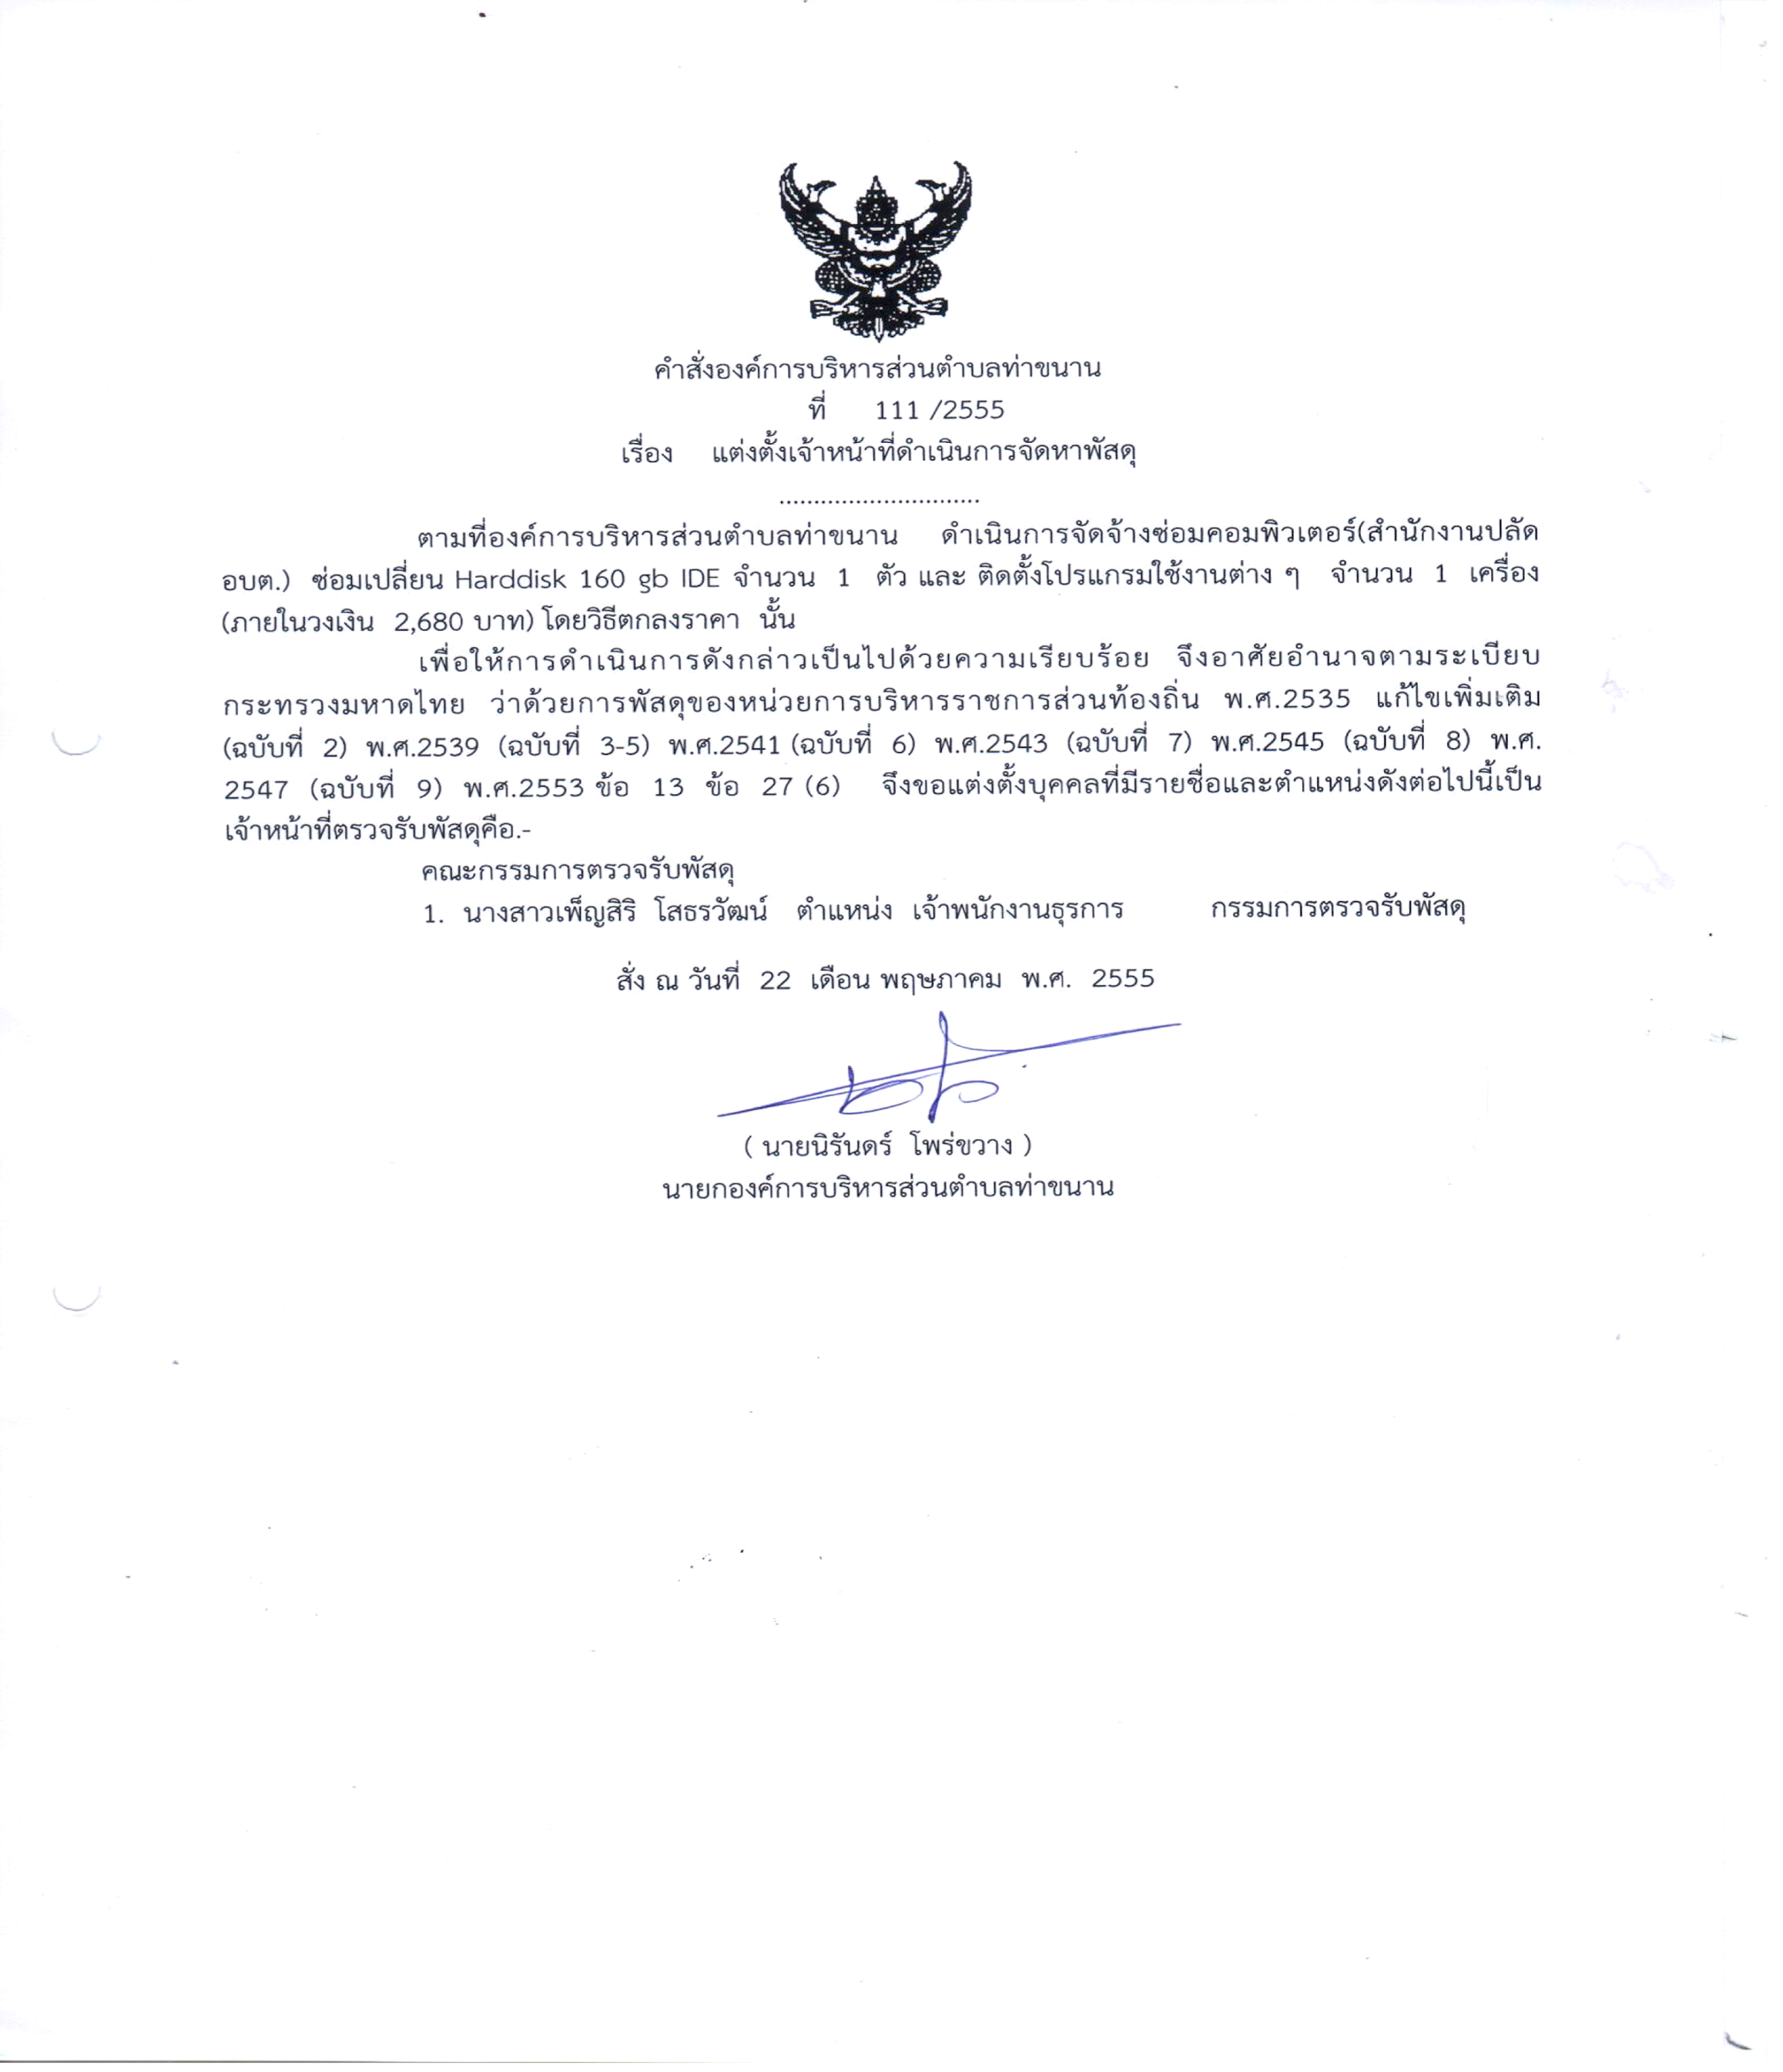 คำสั่งองค์การบริหารส่วนตำบลท่าขนาน
ที่ 111 /2555
เรื่อง แต่งตั้งเจ้าหน้าที่ดำเนินการจัดหาพัสดุ
.............................
ตามที่องค์การบริหารส่วนตำบลท่าขนาน ดำเนินการจัดจ้างซ่อมคอมพิวเตอร์(สำนักงานปลัด
อบต.) ซ่อมเปลี่ยน Harddisk 160 gb IDE จำนวน 1 ตัว และ ติดตั้งโปรแกรมใช้งานต่าง ๆ จำนวน 1 เครื่อง
(ภายในวงเงิน 2,680 บาท) โดยวิธีตกลงราคา นั้น
เพื่อให้การดำเนินการดังกล่าวเป็นไปด้วยความเรียบร้อย จึงอาศัยอำนาจตามระเบียบ
กระทรวงมหาดไทย ว่าด้วยการพัสดุของหน่วยการบริหารราชการส่วนท้องถิ่น พ.ศ.2535 แก้ไขเพิ่มเติม
(ฉบับที่ 2) พ.ศ.2539 (ฉบับที่ 3-5) พ.ศ.2541 (ฉบับที่ 6) พ.ศ.2543 (ฉบับที่ 7) พ.ศ.2545 (ฉบับที่ 8) พ.ศ.
2547 (ฉบับที่ 9) พ.ศ.2553 ข้อ 13 ข้อ 27 (6) จึงขอแต่งตั้งบุคคลที่มีรายชื่อและตำแหน่งดังต่อไปนี้เป็น
เจ้าหน้าที่ตรวจรับพัสดุคือ.-
คณะกรรมการตรวจรับพัสดุ
1. นางสาวเพ็ญสิริ โสธรวัฒน์ ตำแหน่ง เจ้าพนักงานธุรการ กรรมการตรวจรับพัสดุ
สั่ง ณ วันที่ 22 เดือน พฤษภาคม พ.ศ. 2555
( นายนิรันดร์ โพร่ขวาง )
นายกองค์การบริหารส่วนตำบลท่าขนาน